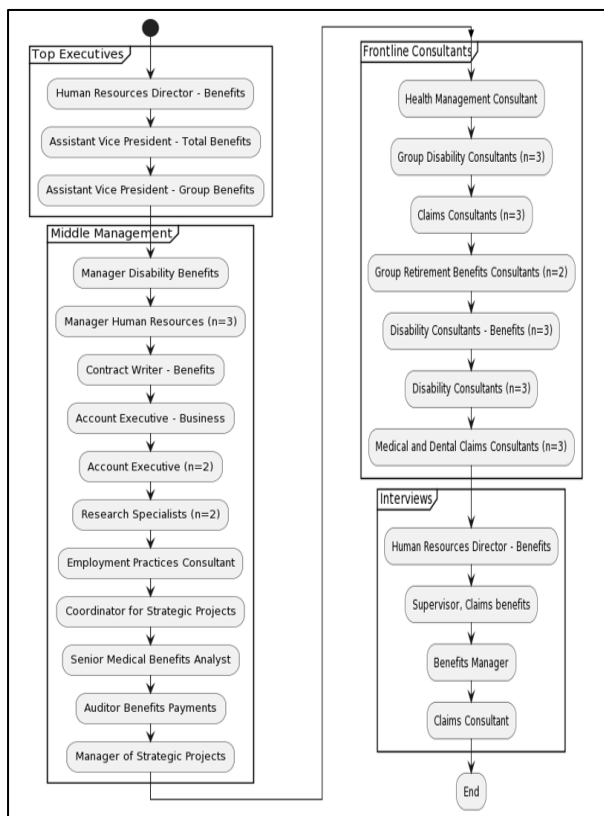 Top Executives
Human Resources Director - Benefits
Assistant Vice President - Total Benefits
Assistant Vice President - Group Benefits
Middle Management
Manager Disability Benefits
Manager Human Resources (n=3)
Contract Writer - Benefits
Account Executive - Business
Account Executive (n=2)
Research Specialists (n=2)
Employment Practices Consultant
Coordinator for Strategic Projects
Senior Medical Benefits Analyst
Auditor Benefits Payments
Manager of Strategic Projects
Frontline Consultants
Health Management Consultant
Group Disability Consultants (n=3)
Claims Consultants (n=3)
Group Retirement Benefits Consultants (n=2)
Disability Consultants - Benefits (n=3)
Disability Consultants (n=3)
Medical and Dental Claims Consultants (n=3)
Interviews
Human Resources Director - Benefits
Supervisor, Claims benefits
Benefits Manager
Claims Consultant
End